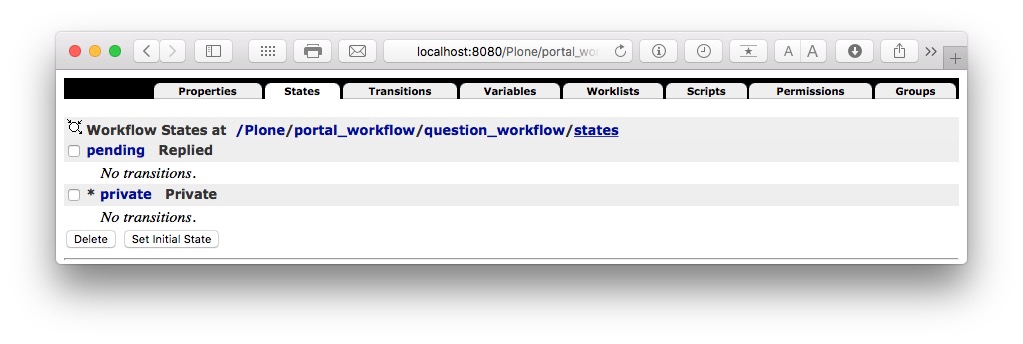 localhost:8080/Plone/portal_wo
A A
Properties States Transitions Variables Worklists Scripts Permissions Groups
Workflow States at /Plone/portal_workflow/question_workflow/states
pending Replied
No transitions.
* private Private
No transitions.
Delete Set Initial State